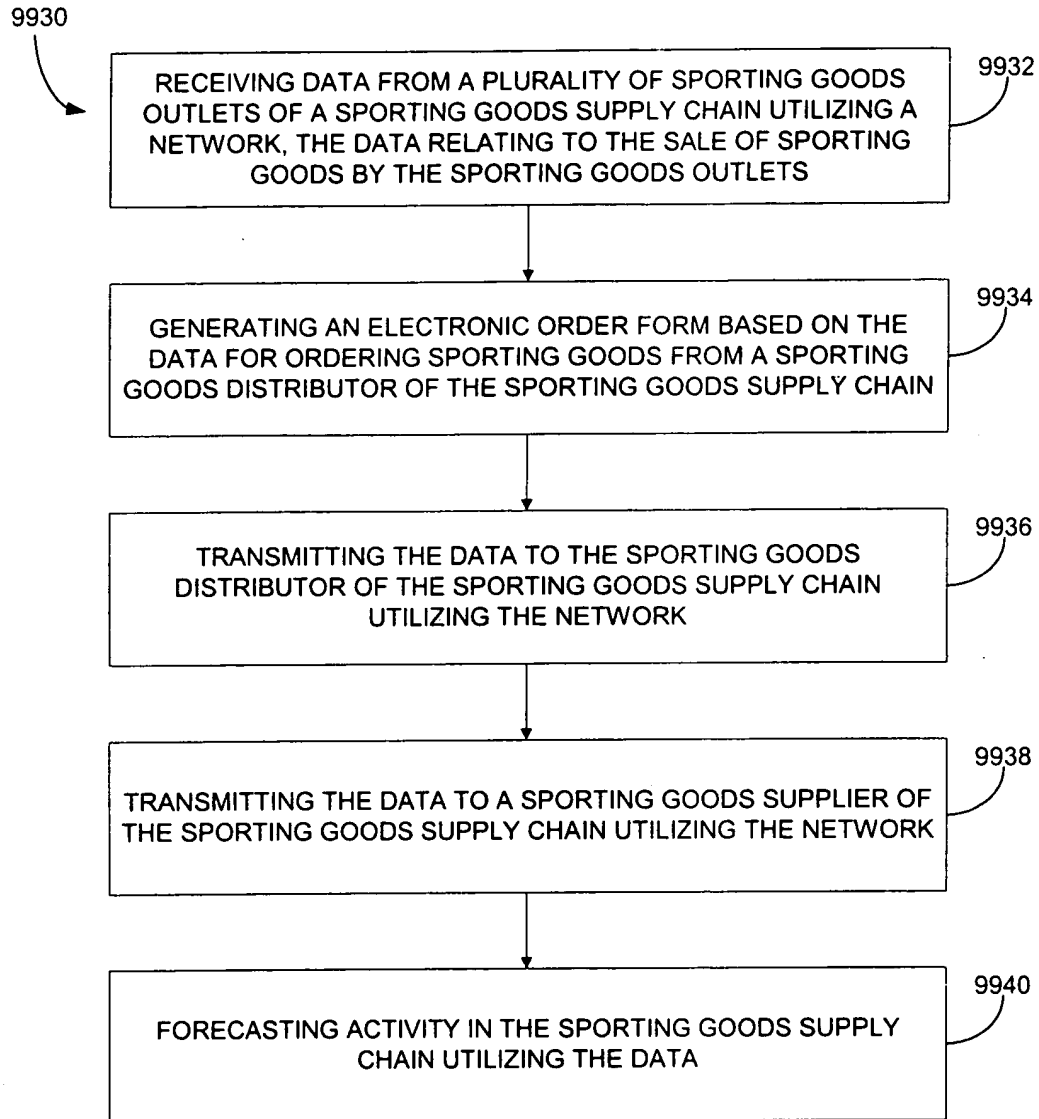 9930
RECEIVING DATA FROM A PLURALITY OF SPORTING GOODS
OUTLETS OF A SPORTING GOODS SUPPLY CHAIN UTILIZING A
NETWORK, THE DATA RELATING TO THE SALE OF SPORTING
GOODS BY THE SPORTING GOODS OUTLETS
9932
GENERATING AN ELECTRONIC ORDER FORM BASED ON THE
DATA FOR ORDERING SPORTING GOODS FROM A SPORTING
GOODS DISTRIBUTOR OF THE SPORTING GOODS SUPPLY CHAIN
9934
TRANSMITTING THE DATA TO THE SPORTING GOODS
DISTRIBUTOR OF THE SPORTING GOODS SUPPLY CHAIN
UTILIZING THE NETWORK
9936
TRANSMITTING THE DATA TO A SPORTING GOODS SUPPLIER OF
THE SPORTING GOODS SUPPLY CHAIN UTILIZING THE NETWORK
9938
FORECASTING ACTIVITY IN THE SPORTING GOODS SUPPLY
CHAIN UTILIZING THE DATA
9940